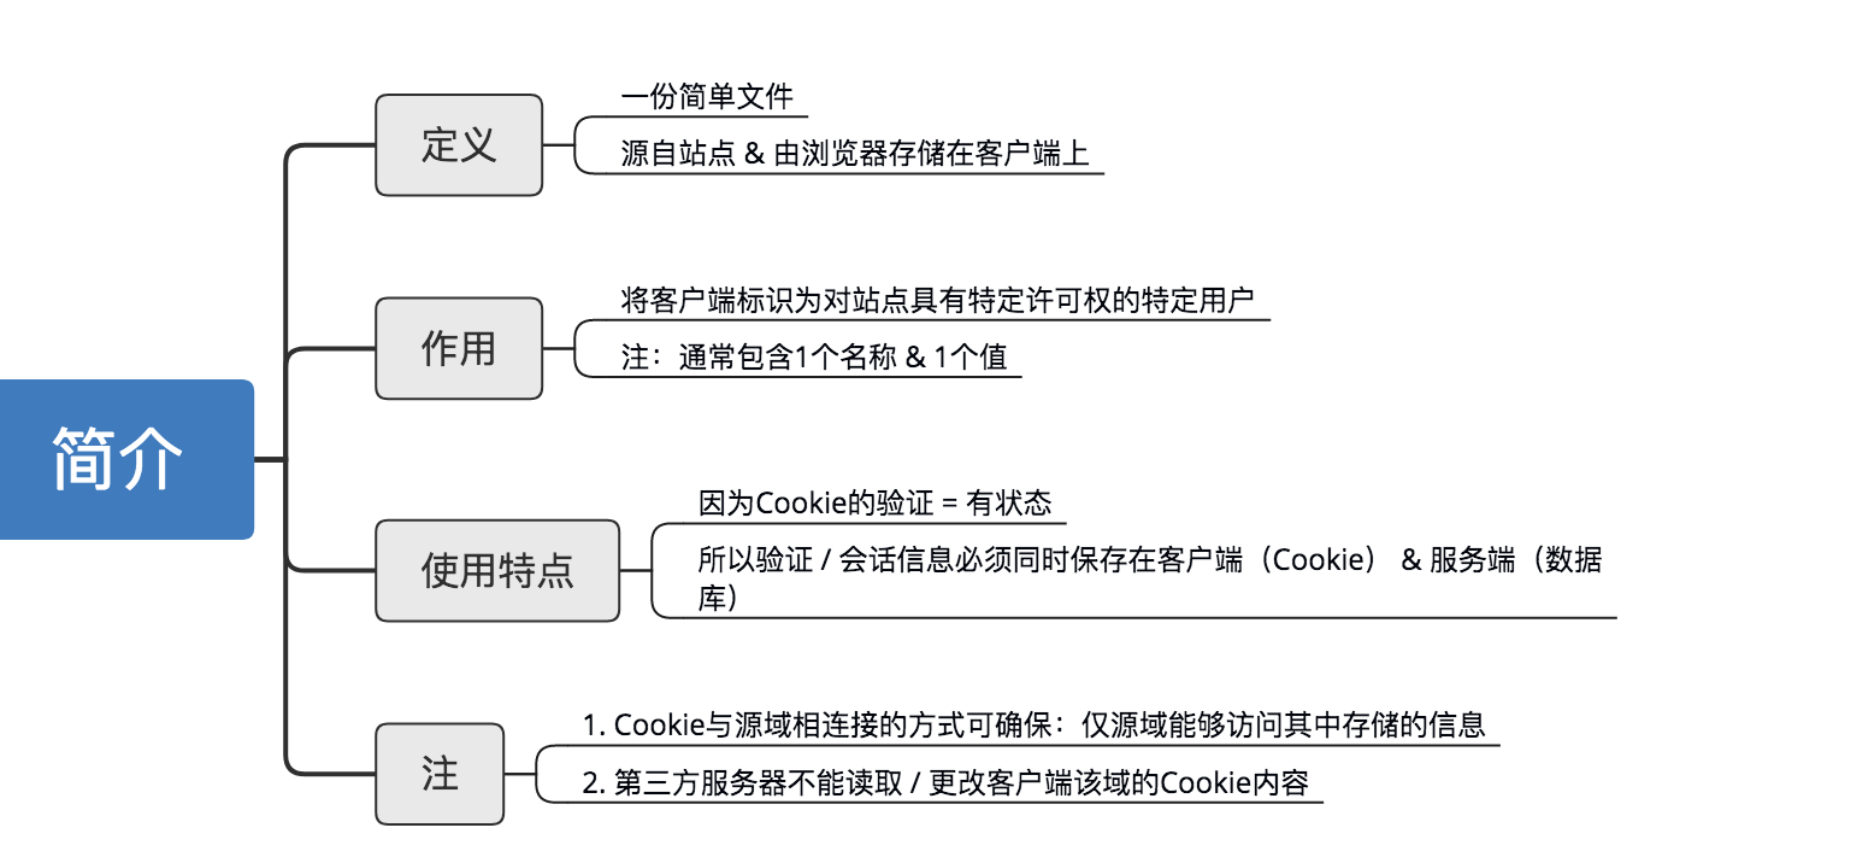 简介
定义
一份简单文件
源自站点 & 由浏览器存储在客户端上
作用
将客户端标识为对站点具有特定许可权的特定用户
注：通常包含1个名称 & 1个值
使用特点
因为Cookie的验证 = 有状态
所以验证 / 会话信息必须同时保存在客户端（Cookie） & 服务端（数据
库）
注
1. Cookie与源域相连接的方式可确保：仅源域能够访问其中存储的信息
2. 第三方服务器不能读取 / 更改客户端该域的Cookie内容